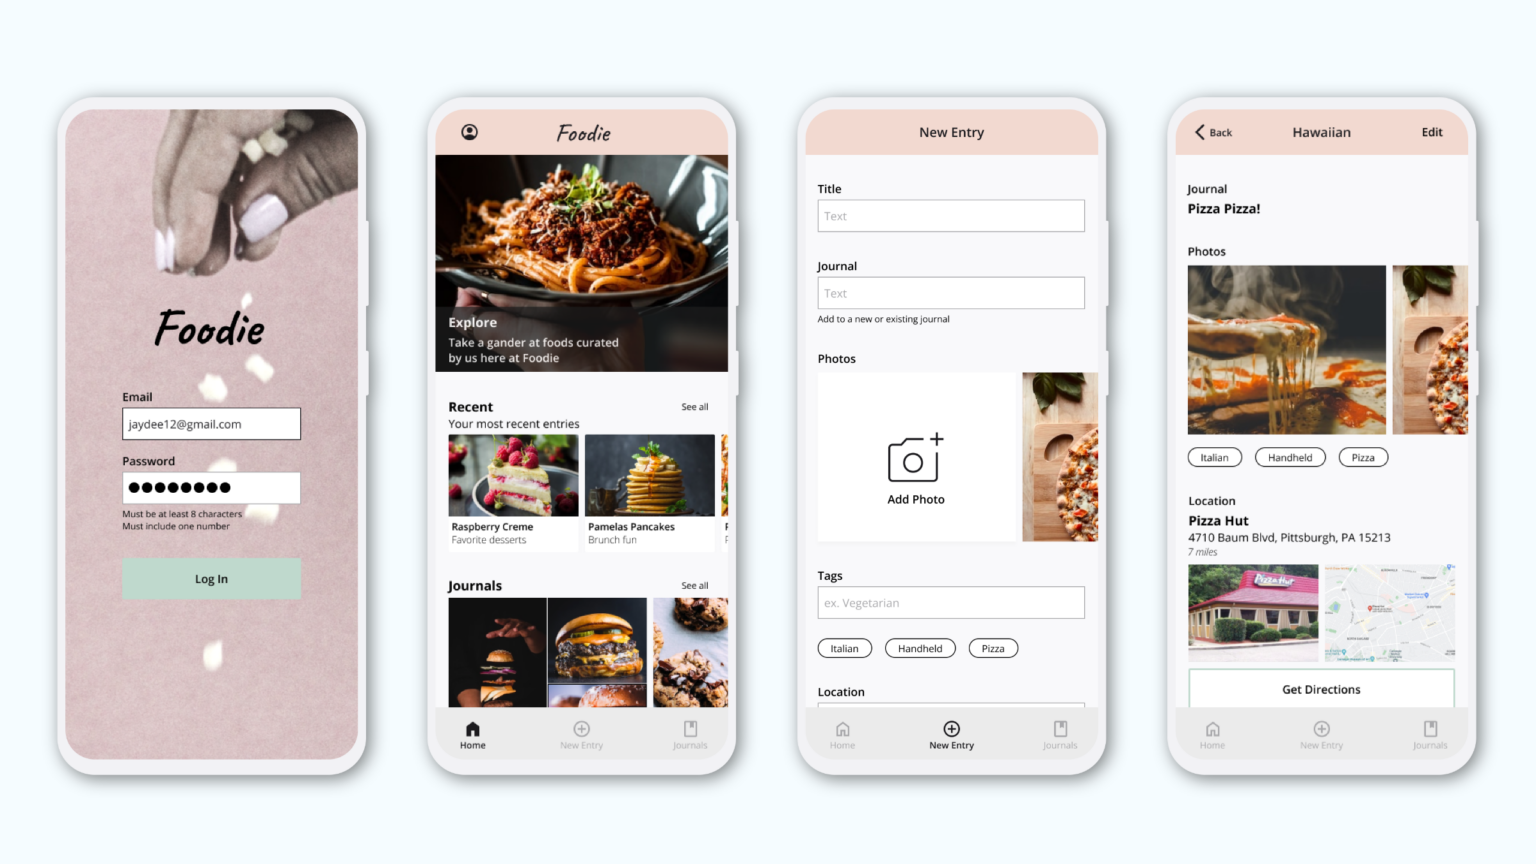 Foodie
Email
jaydee12@gmail.com
Password
Must be at least 8 characters
Must include one number
Log In
Foodie
Explore
Take a gander at foods curated
by us here at Foodie
Recent
See all
Your most recent entries
Raspberry Creme
Favorite desserts
Pamelas Pancakes
Brunch fun
Journals
See all
Home
New Entry
Journals
New Entry
Title
Text
Journal
Text
Add to a new or existing journal
Photos
Add Photo
Tags
ex. Vegetarian
Italian
Handheld
Pizza
Location
Home
New Entry
Journals
Back
Hawaiian
Edit
Journal
Pizza Pizza!
Photos
Italian
Handheld
Pizza
Location
Pizza Hut
4710 Baum Blvd, Pittsburgh, PA 15213
7 miles
Pizza Hut
Get Directions
Home
New Entry
Journals